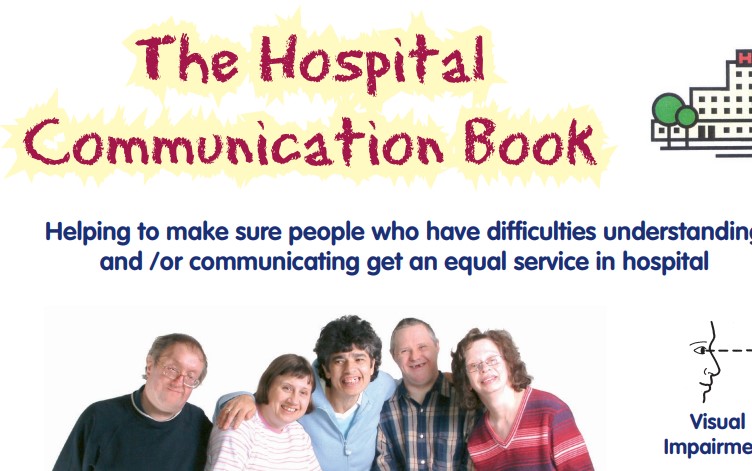 The Hospital
Communication Book
H
Helping to make sure people who have difficulties understanding
and /or communicating get an equal service in hospital
Visual
Impairme